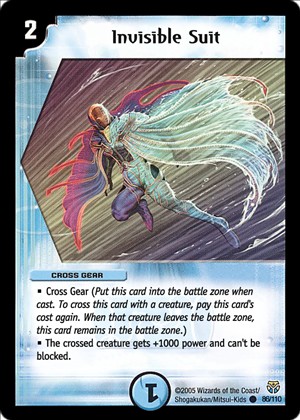 2
Invisible Suit
CROSS GEAR
▪ Cross Gear (Put this card into the battle zone when
cast. To cross this card with a creature, pay this card's
cost again. When that creature leaves the battle zone,
this card remains in the battle zone.)
▪ The crossed creature gets +1000 power and can't be
blocked.
1
©2005 Wizards of the Coast/
Shogakukan/Mitsui-Kids ● 86/110